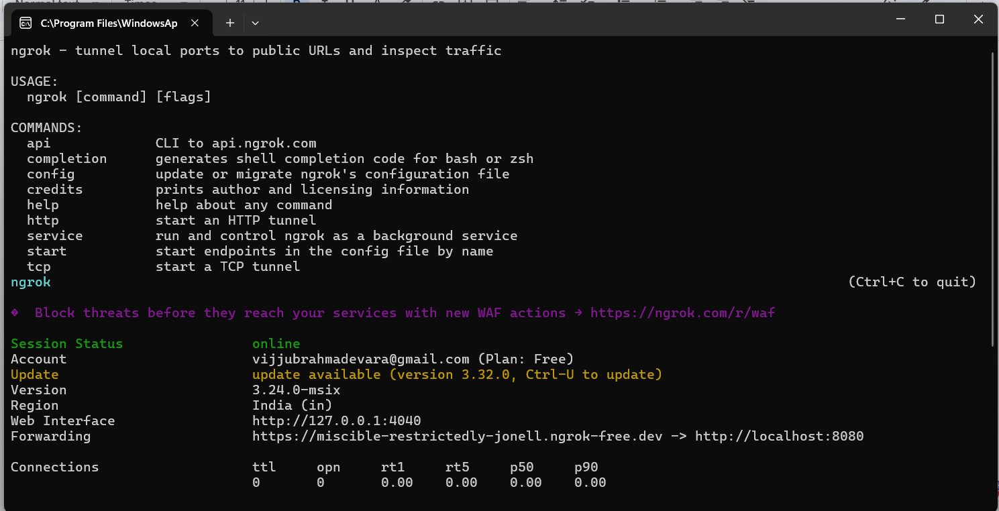 C:\Program Files\WindowsAp
ngrok - tunnel local ports to public URLs and inspect traffic
USAGE:
ngrok [command] [flags]
COMMANDS:
api CLI to api.ngrok.com
completion generates shell completion code for bash or zsh
config update or migrate ngrok's configuration file
credits prints author and licensing information
help help about any command
http start an HTTP tunnel
service run and control ngrok as a background service
start start endpoints in the config file by name
tcp start a TCP tunnel
ngrok (Ctrl+C to quit)
� Block threats before they reach your services with new WAF actions → https://ngrok.com/r/waf
Session Status online
Account vijjubrahmadevara@gmail.com (Plan: Free)
Update update available (version 3.32.0, Ctrl-U to update)
Version 3.24.0-msix
Region India (in)
Web Interface http://127.0.0.1:4040
Forwarding https://miscible-restrictedly-jonell.ngrok-free.dev -> http://localhost:8080
Connections ttl opn rt1 rt5 p50 p90
0 0 0.00 0.00 0.00 0.00